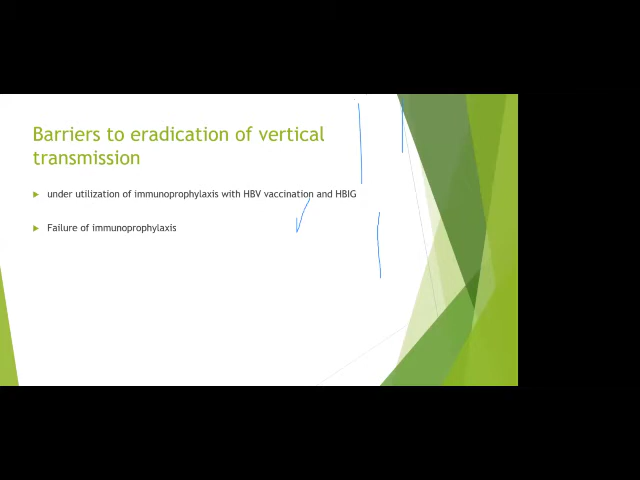 Barriers to eradication of vertical
transmission
under utilization of immunoprophylaxis with HBV vaccination and HBIG
Failure of immunoprophylaxis